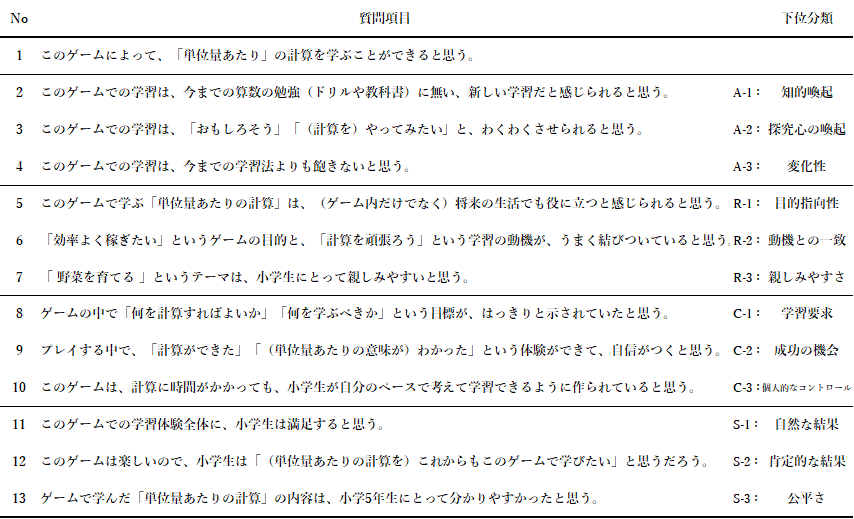 No 質問項目 下位分類
1 このゲームによって、「単位量あたり」の計算を学ぶことができると思う。
2 このゲームでの学習は、今までの算数の勉強（ドリルや教科書）に無い、新しい学習だと感じられると思う。 A-1： 知的喚起
3 このゲームでの学習は、「おもしろそう」「（計算を）やってみたい」と、わくわくさせられると思う。 A-2： 探究心の喚起
4 このゲームでの学習は、今までの学習法よりも飽きないと思う。 A-3： 変化性
5 このゲームで学ぶ「単位量あたりの計算」は、（ゲーム内だけでなく）将来の生活でも役に立つと感じられると思う。 R-1： 目的指向性
6 「効率よく稼ぎたい」というゲームの目的と、「計算を頑張ろう」という学習の動機が、うまく結びついていると思う。 R-2： 動機との一致
7 「 野菜を育てる 」というテーマは、小学生にとって親しみやすいと思う。 R-3： 親しみやすさ
8 ゲームの中で「何を計算すればよいか」「何を学ぶべきか」という目標が、はっきりと示されていたと思う。 C-1： 学習要求
9 プレイする中で、「計算ができた」「（単位量あたりの意味が）わかった」という体験ができて、自信がつくと思う。 C-2： 成功の機会
10 このゲームは、計算に時間がかかっても、小学生が自分のペースで考えて学習できるように作られていると思う。 C-3：個人的なコントロール
11 このゲームでの学習体験全体に、小学生は満足すると思う。 S-1： 自然な結果
12 このゲームは楽しいので、小学生は「（単位量あたりの計算を）これからもこのゲームで学びたい」と思うだろう。 S-2： 肯定的な結果
13 ゲームで学んだ「単位量あたりの計算」の内容は、小学5年生にとって分かりやすかったと思う。 S-3： 公平さ